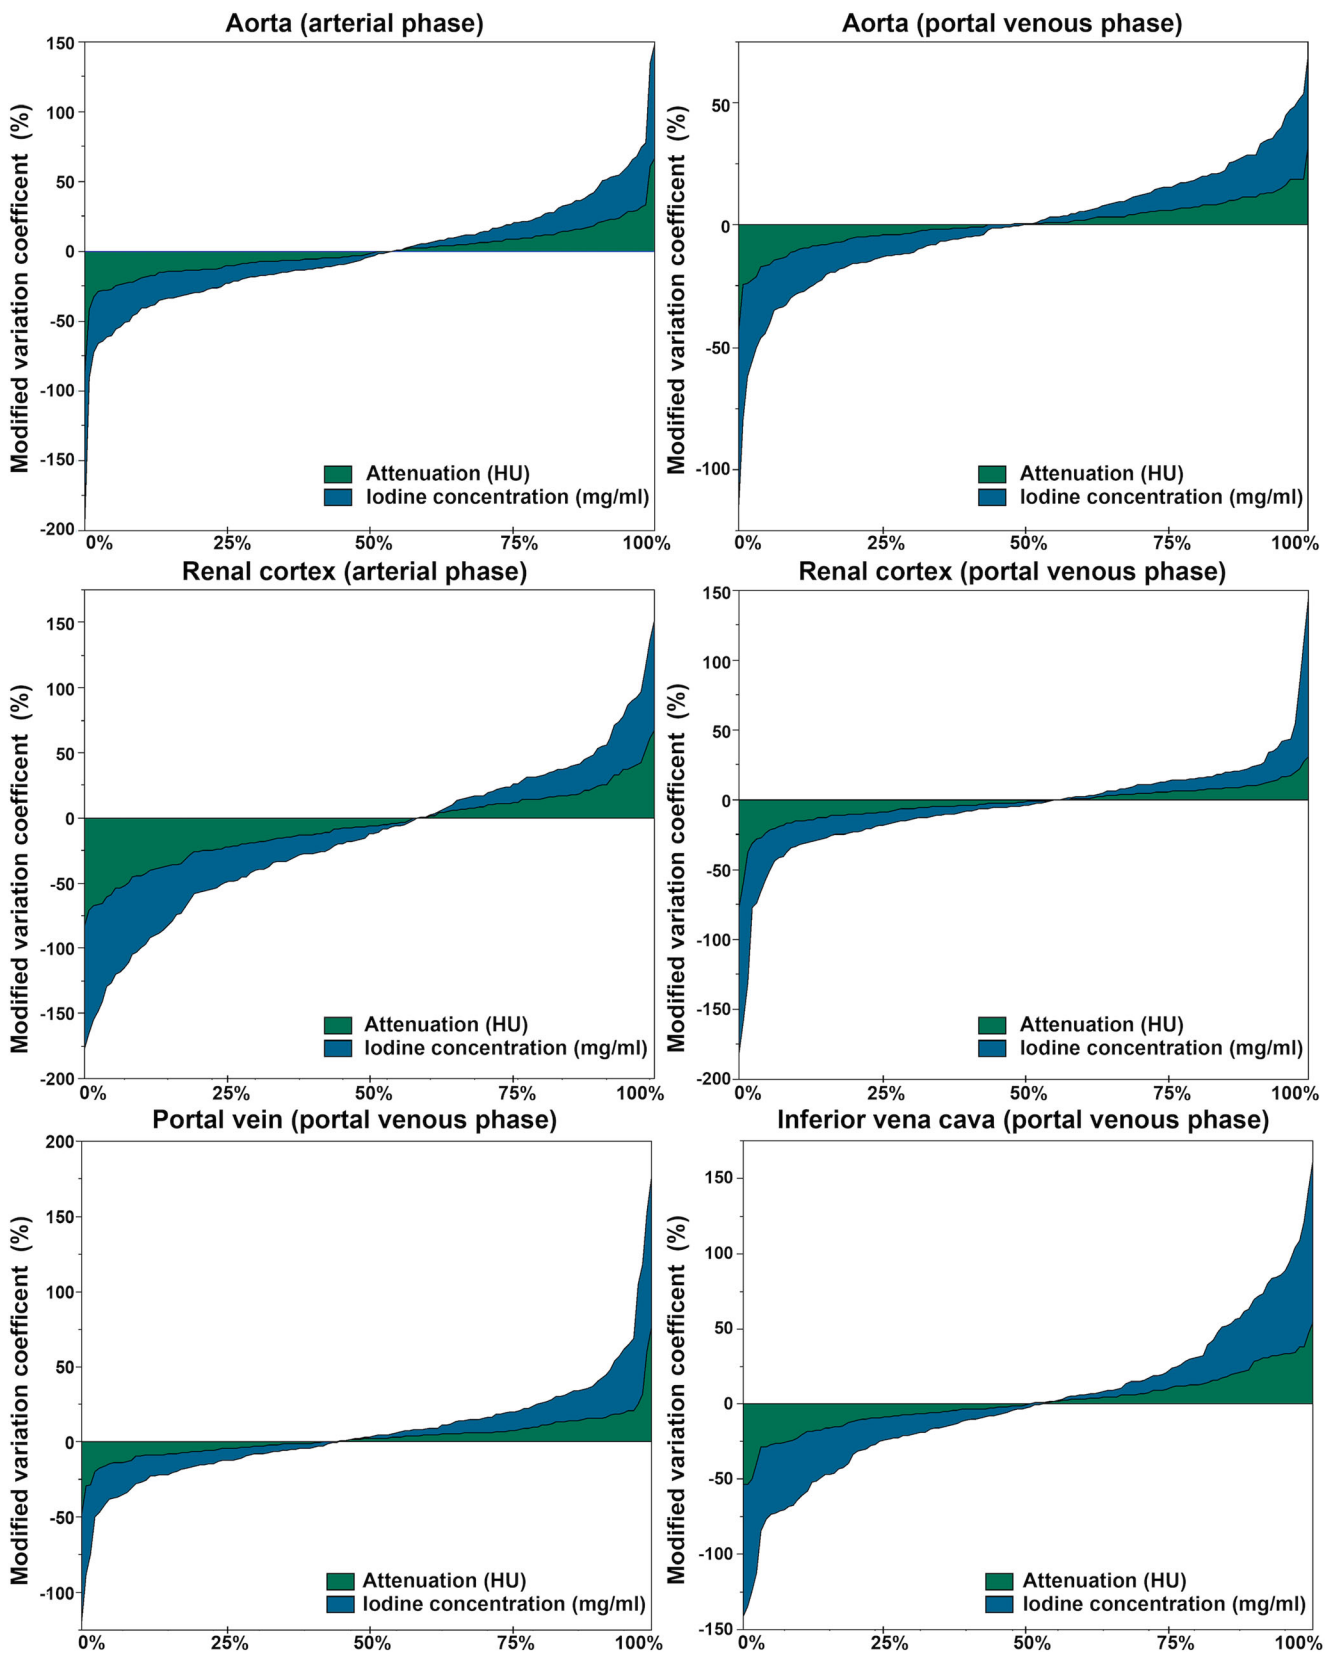 Aorta (arterial phase)
Modified variation coefficent (%)
150
100
50
0
-50
-100
-150
-200
Attenuation (HU)
Iodine concentration (mg/ml)
0% 25% 50% 75% 100%
Aorta (portal venous phase)
Modified variation coefficent (%)
50
0
-50
-100
Attenuation (HU)
Iodine concentration (mg/ml)
0% 25% 50% 75% 100%
Renal cortex (arterial phase)
Modified variation coefficent (%)
150
100
50
0
-50
-100
-150
-200
Attenuation (HU)
Iodine concentration (mg/ml)
0% 25% 50% 75% 100%
Renal cortex (portal venous phase)
Modified variation coefficent (%)
150
100
50
0
-50
-100
-150
-200
Attenuation (HU)
Iodine concentration (mg/ml)
0% 25% 50% 75% 100%
Portal vein (portal venous phase)
Modified variation coefficent (%)
200
150
100
50
0
-50
-100
Attenuation (HU)
Iodine concentration (mg/ml)
0% 25% 50% 75% 100%
Inferior vena cava (portal venous phase)
Modified variation coefficent (%)
150
100
50
0
-50
-100
-150
Attenuation (HU)
Iodine concentration (mg/ml)
0% 25% 50% 75% 100%